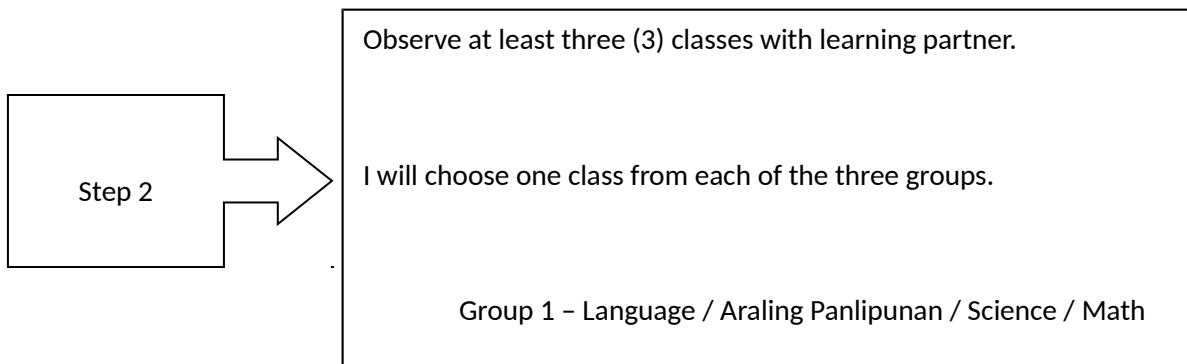 Step 2
Observe at least three (3) classes with learning partner.
I will choose one class from each of the three groups.
Group 1 – Language / Araling Panlipunan / Science / Math